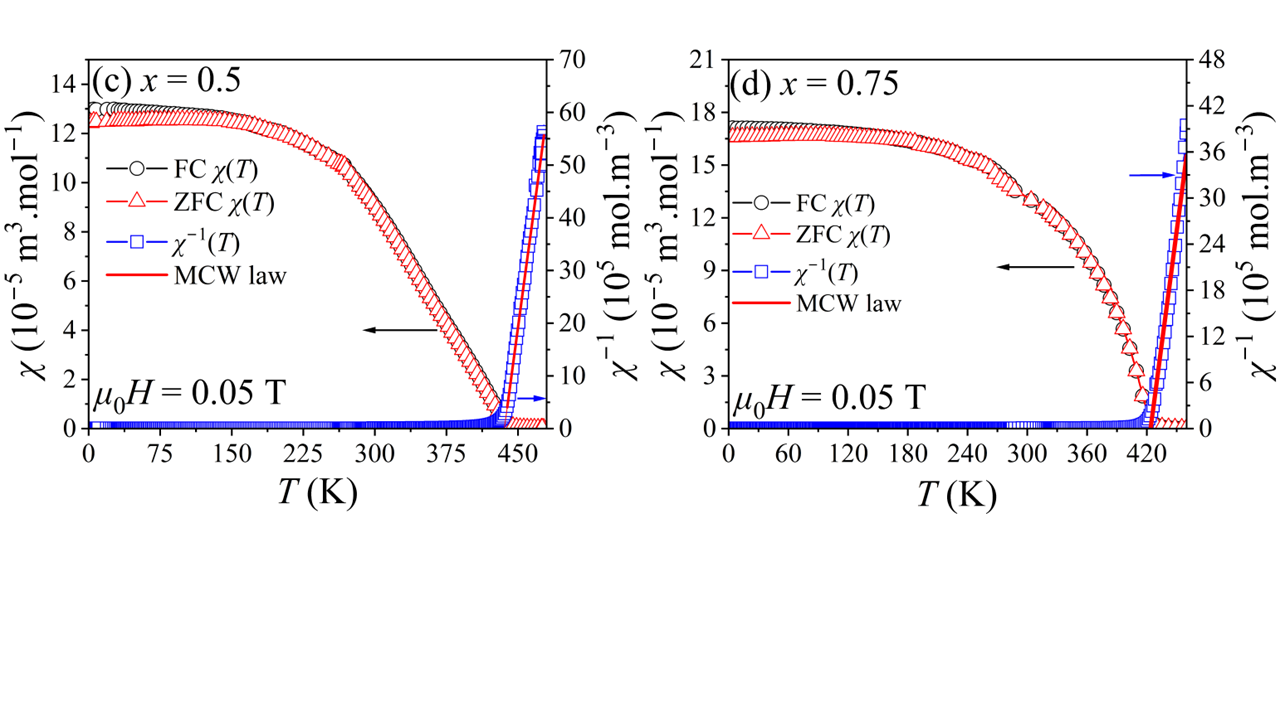 (c) x = 0.5
χ (10⁻⁵ m³.mol⁻¹)
14
12
10
8
6
4
2
0
FC χ(T)
ZFC χ(T)
χ⁻¹(T)
MCW law
μ₀H = 0.05 T
0 75 150 225 300 375 450
T (K)
70
60
50
40
30
20
10
0
χ⁻¹ (10⁵ mol.m⁻³)
(d) x = 0.75
χ (10⁻⁵ m³.mol⁻¹)
21
18
15
12
9
6
3
0
FC χ(T)
ZFC χ(T)
χ⁻¹(T)
MCW law
μ₀H = 0.05 T
0 60 120 180 240 300 360 420
T (K)
48
42
36
30
24
18
12
6
0
χ⁻¹ (10⁵ mol.m⁻³)